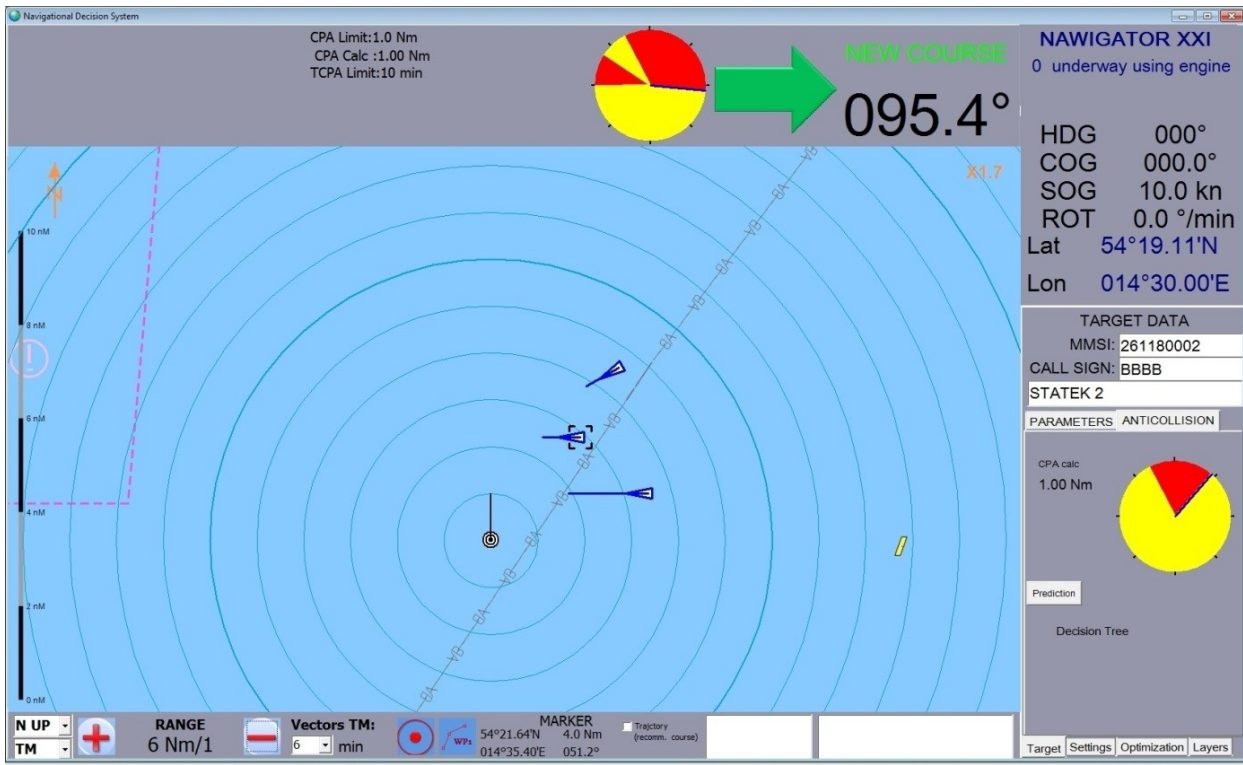 Navigational Decision System
CPA Limit:1.0 Nm
CPA Calc :1.00 Nm
TCPA Limit:10 min
NEW COURSE
095.4°
NAWIGATOR XXI
0 underway using engine
HDG 000°
COG 000.0°
SOG 10.0 kn
ROT 0.0 °/min
Lat 54°19.11'N
Lon 014°30.00'E
N
X1.7
10 nM
8 nM
6 nM
4 nM
2 nM
0 nM
TARGET DATA
MMSI: 261180002
CALL SIGN: BBBB
STATEK 2
PARAMETERS ANTICOLLISION
CPA calc
1.00 Nm
Prediction
Decision Tree
N UP
TM
RANGE
6 Nm/1
Vectors TM:
6 min
WP1
MARKER
54°21.64'N 4.0 Nm
014°35.40'E 051.2°
Trajctory
(recomm. course)
Target Settings Optimization Layers